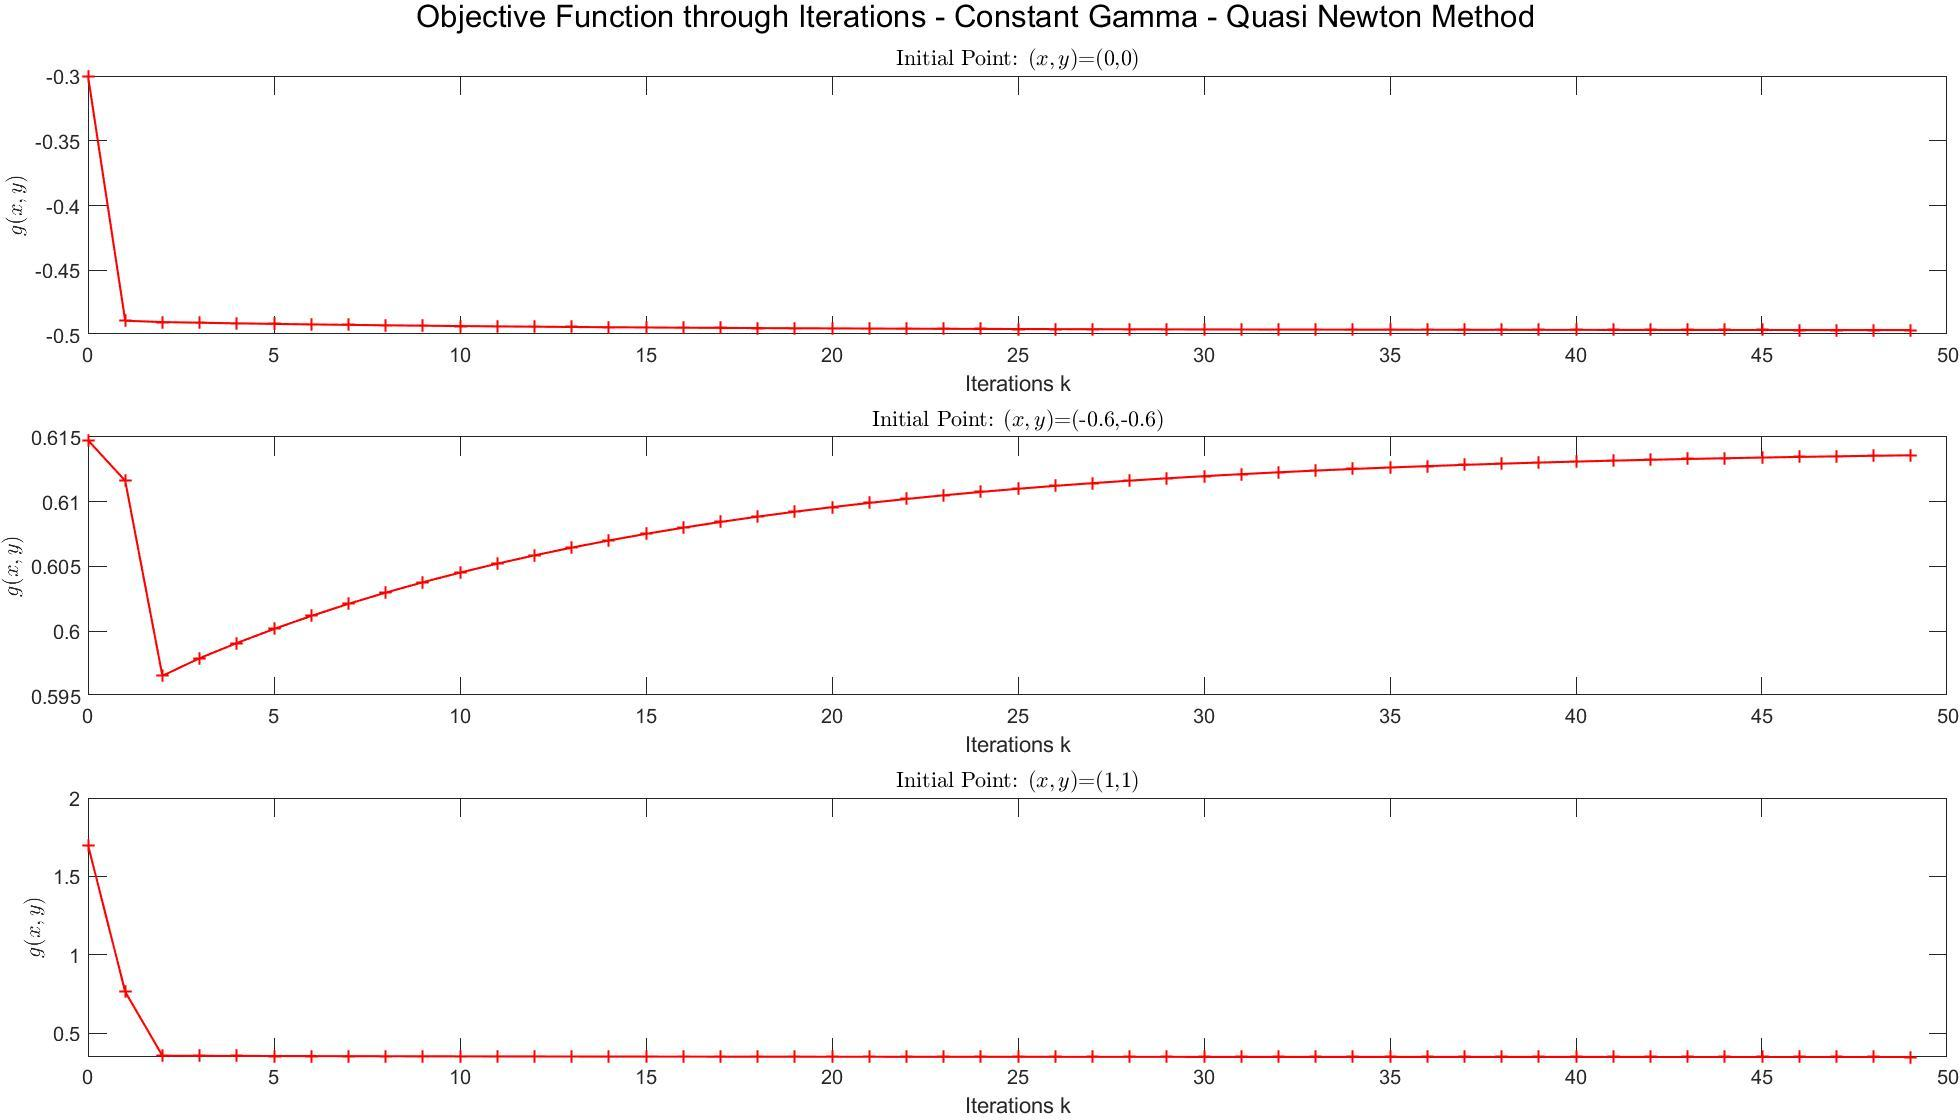 Objective Function through Iterations - Constant Gamma - Quasi Newton Method
Initial Point: (x, y)=(0,0)
-0.3
-0.35
-0.4
-0.45
-0.5
g(x, y)
0 5 10 15 20 25 30 35 40 45 50
Iterations k
Initial Point: (x, y)=(-0.6,-0.6)
0.615
0.61
0.605
0.6
0.595
g(x, y)
0 5 10 15 20 25 30 35 40 45 50
Iterations k
Initial Point: (x, y)=(1,1)
2
1.5
1
0.5
g(x, y)
0 5 10 15 20 25 30 35 40 45 50
Iterations k